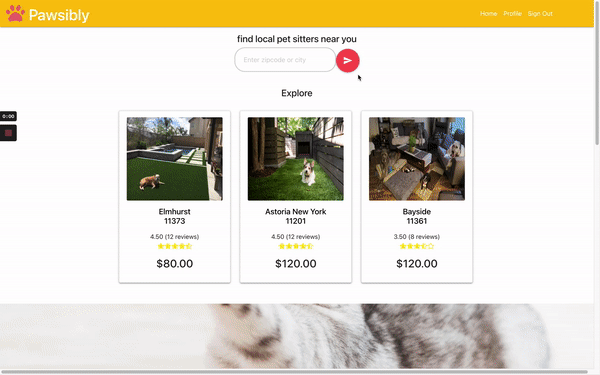 Pawsibly
Home Profile Sign Out
find local pet sitters near you
Enter zipcode or city
0:00
Explore
Elmhurst
11373
4.50 (12 reviews)
$80.00
Astoria New York
11201
4.50 (12 reviews)
$120.00
Bayside
11361
3.50 (8 reviews)
$120.00